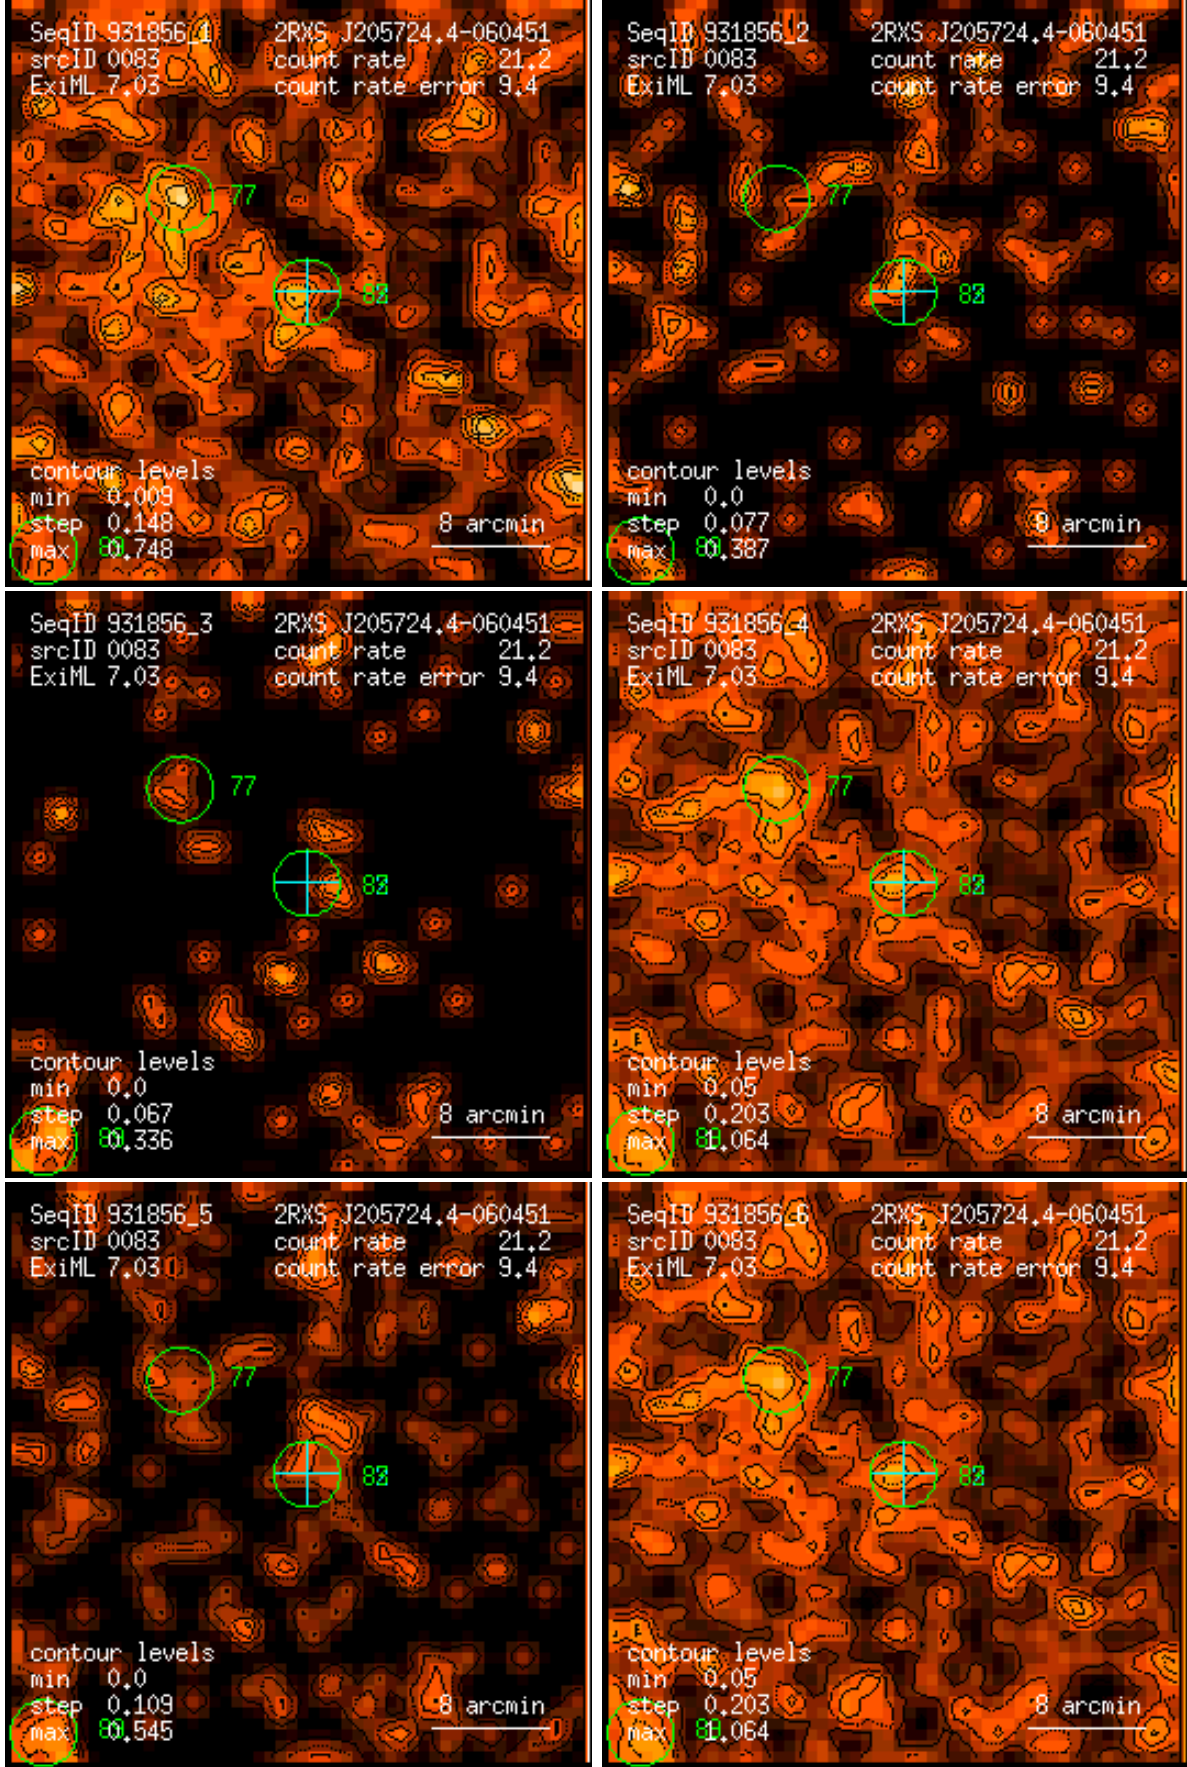 SeqID 931856_1 2RXS J205724.4-060451
srcID 0083 count rate 21.2
ExiML 7.03 count rate error 9.4
77
contour levels
min 0.009
step 0.148
max 0.748
8 arcmin
SeqID 931856_2 2RXS J205724.4-060451
srcID 0083 count rate 21.2
ExiML 7.03 count rate error 9.4
77
contour levels
min 0.0
step 0.077
max 0.387
8 arcmin
SeqID 931856_3 2RXS J205724.4-060451
srcID 0083 count rate 21.2
ExiML 7.03 count rate error 9.4
77
contour levels
min 0.0
step 0.067
max 0.336
8 arcmin
SeqID 931856_4 2RXS J205724.4-060451
srcID 0083 count rate 21.2
ExiML 7.03 count rate error 9.4
77
contour levels
min 0.05
step 0.203
max 1.064
8 arcmin
SeqID 931856_5 2RXS J205724.4-060451
srcID 0083 count rate 21.2
ExiML 7.03 count rate error 9.4
77
contour levels
min 0.0
step 0.109
max 0.545
8 arcmin
SeqID 931856_6 2RXS J205724.4-060451
srcID 0083 count rate 21.2
ExiML 7.03 count rate error 9.4
77
contour levels
min 0.05
step 0.203
max 1.064
8 arcmin